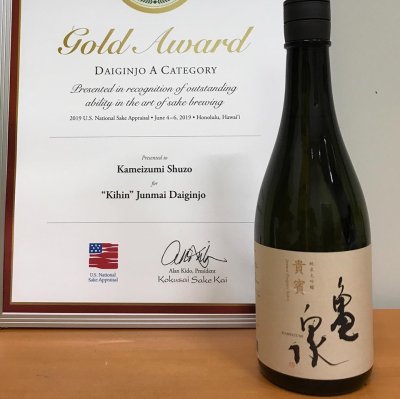 Gold Award
DAIGINJO A CATEGORY
Presented in recognition of outstanding
ability in the art of sake brewing
2019 U.S. National Sake Appraisal • June 4–6, 2019 • Honolulu, Hawai'i
Presented to
Kameizumi Shuzo
for
“Kihin” Junmai Daiginjo
U.S. National
Sake Appraisal
Alan Kido, President
Kokusai Sake Kai
純米大吟醸
貴賓
亀泉
KAMEIZUMI